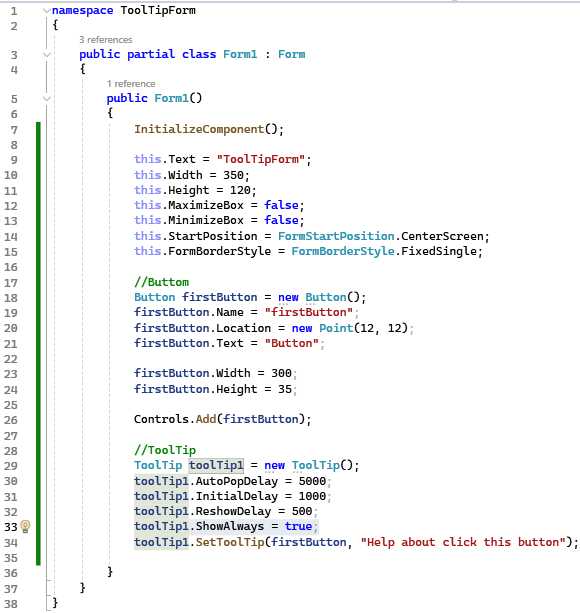 1 namespace ToolTipForm
2 {
3 references
3 public partial class Form1 : Form
4 {
1 reference
5 public Form1()
6 {
7 InitializeComponent();
8
9 this.Text = "ToolTipForm";
10 this.Width = 350;
11 this.Height = 120;
12 this.MaximizeBox = false;
13 this.MinimizeBox = false;
14 this.StartPosition = FormStartPosition.CenterScreen;
15 this.FormBorderStyle = FormBorderStyle.FixedSingle;
16
17 //Buttom
18 Button firstButton = new Button();
19 firstButton.Name = "firstButton";
20 firstButton.Location = new Point(12, 12);
21 firstButton.Text = "Button";
22
23 firstButton.Width = 300;
24 firstButton.Height = 35;
25
26 Controls.Add(firstButton);
27
28 //ToolTip
29 ToolTip toolTip1 = new ToolTip();
30 toolTip1.AutoPopDelay = 5000;
31 toolTip1.InitialDelay = 1000;
32 toolTip1.ReshowDelay = 500;
33 toolTip1.ShowAlways = true;
34 toolTip1.SetToolTip(firstButton, "Help about click this button");
35
36 }
37 }
38 }